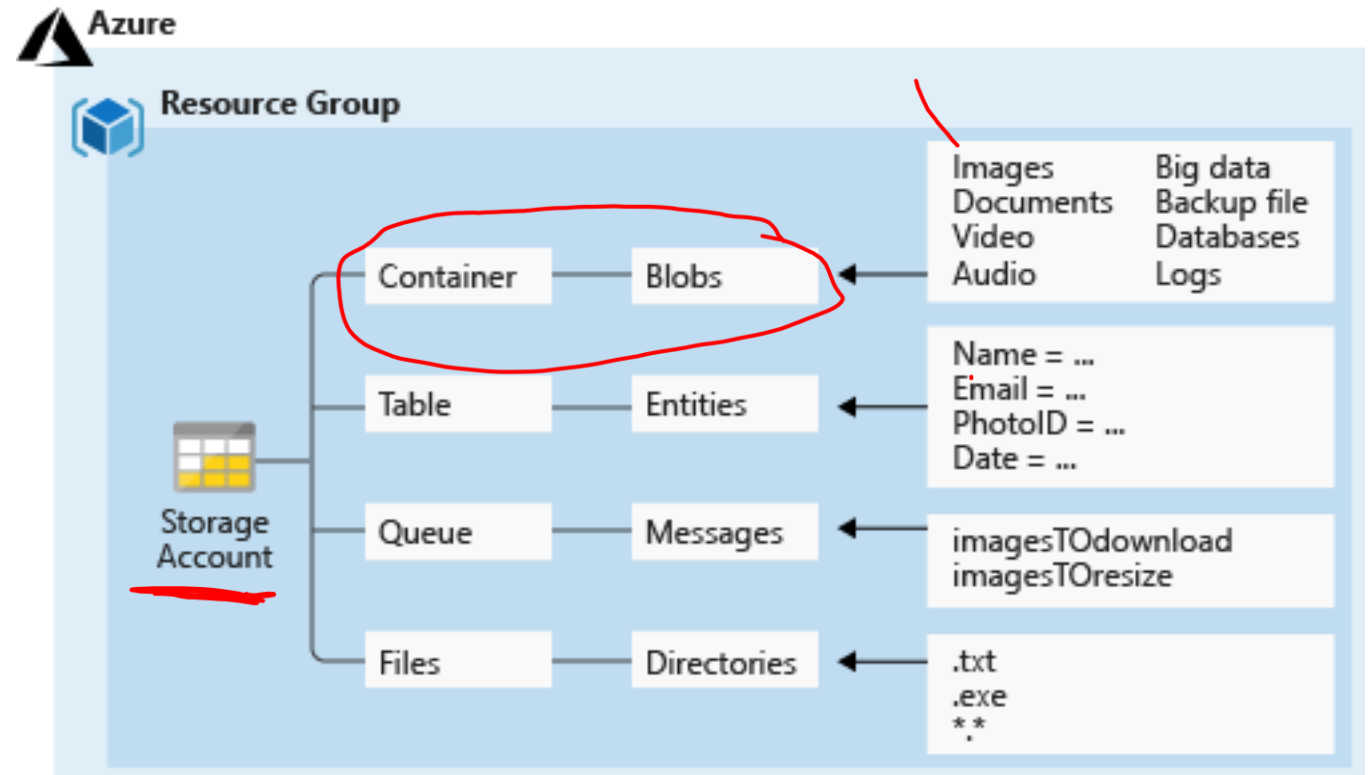 Azure
Resource Group
Images Big data
Documents Backup file
Video Databases
Audio Logs
Container Blobs
Name = ...
Email = ...
PhotoID = ...
Date = ...
Table Entities
Storage
Account
Queue Messages
imagesTOdownload
imagesTOresize
Files Directories
.txt
.exe
*.*